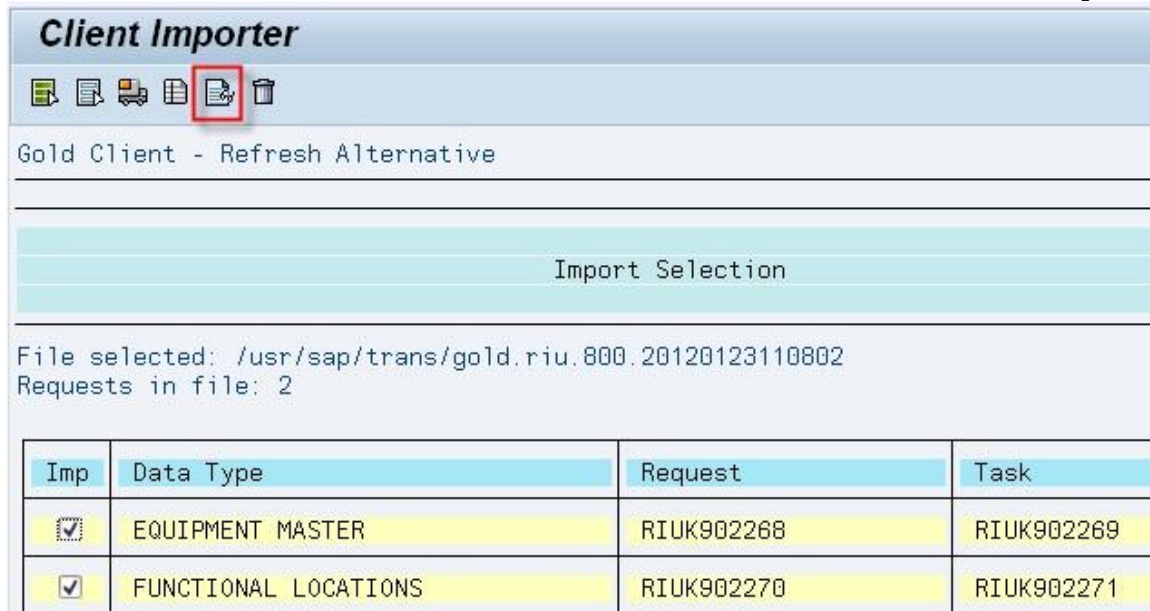 Client Importer
Gold Client - Refresh Alternative
Import Selection
File selected: /usr/sap/trans/gold.riu.800.20120123110802
Requests in file: 2
Imp Data Type Request Task
EQUIPMENT MASTER RIUK902268 RIUK902269
FUNCTIONAL LOCATIONS RIUK902270 RIUK902271